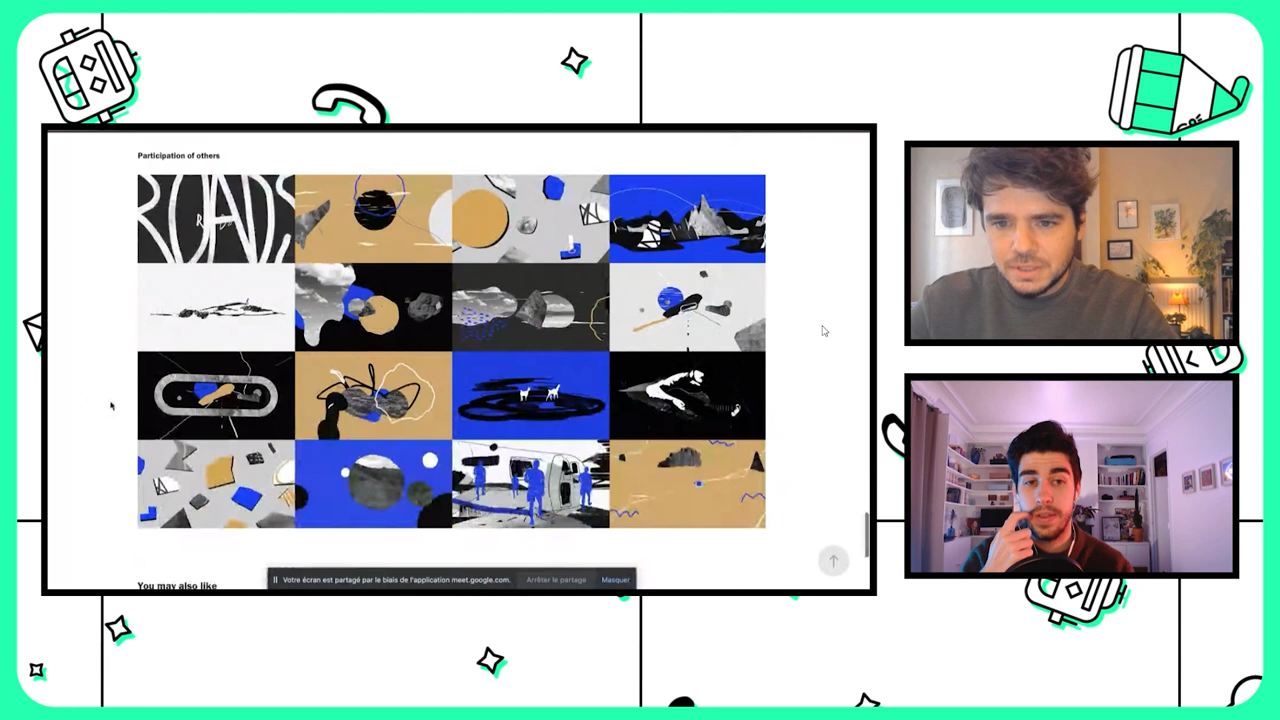 Participation of others
ROADS
You may also like
Votre écran est partagé par le biais de l'application meet.google.com. Arrêter le partage Masquer